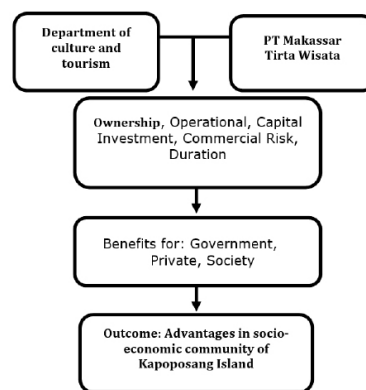 Department of
culture and
tourism
PT Makassar
Tirta Wisata
Ownership, Operational, Capital
Investment, Commercial Risk,
Duration
Benefits for: Government,
Private, Society
Outcome: Advantages in socio-
economic community of
Kapoposang Island